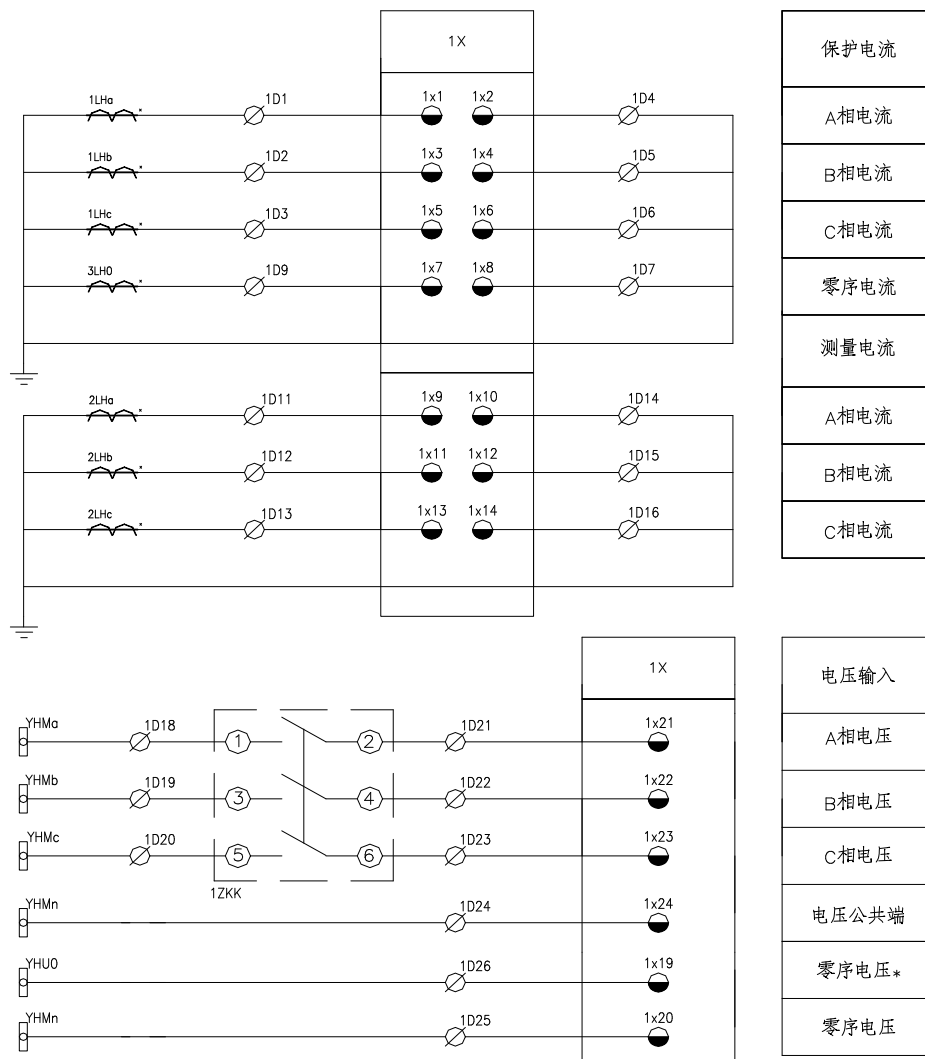 1X
保护电流
1LHa * 1D1 1x1 1x2 1D4
A相电流
1LHb * 1D2 1x3 1x4 1D5
B相电流
1LHc * 1D3 1x5 1x6 1D6
C相电流
3LH0 * 1D9 1x7 1x8 1D7
零序电流
测量电流
2LHa * 1D11 1x9 1x10 1D14
A相电流
2LHb * 1D12 1x11 1x12 1D15
B相电流
2LHc * 1D13 1x13 1x14 1D16
C相电流
1X
电压输入
YHMa 1D18 1 2 1D21 1x21
A相电压
YHMb 1D19 3 4 1D22 1x22
B相电压
YHMc 1D20 5 6 1D23 1x23
C相电压
1ZKK
YHMn 1D24 1x24
电压公共端
YHU0 1D26 1x19
零序电压*
YHMn 1D25 1x20
零序电压